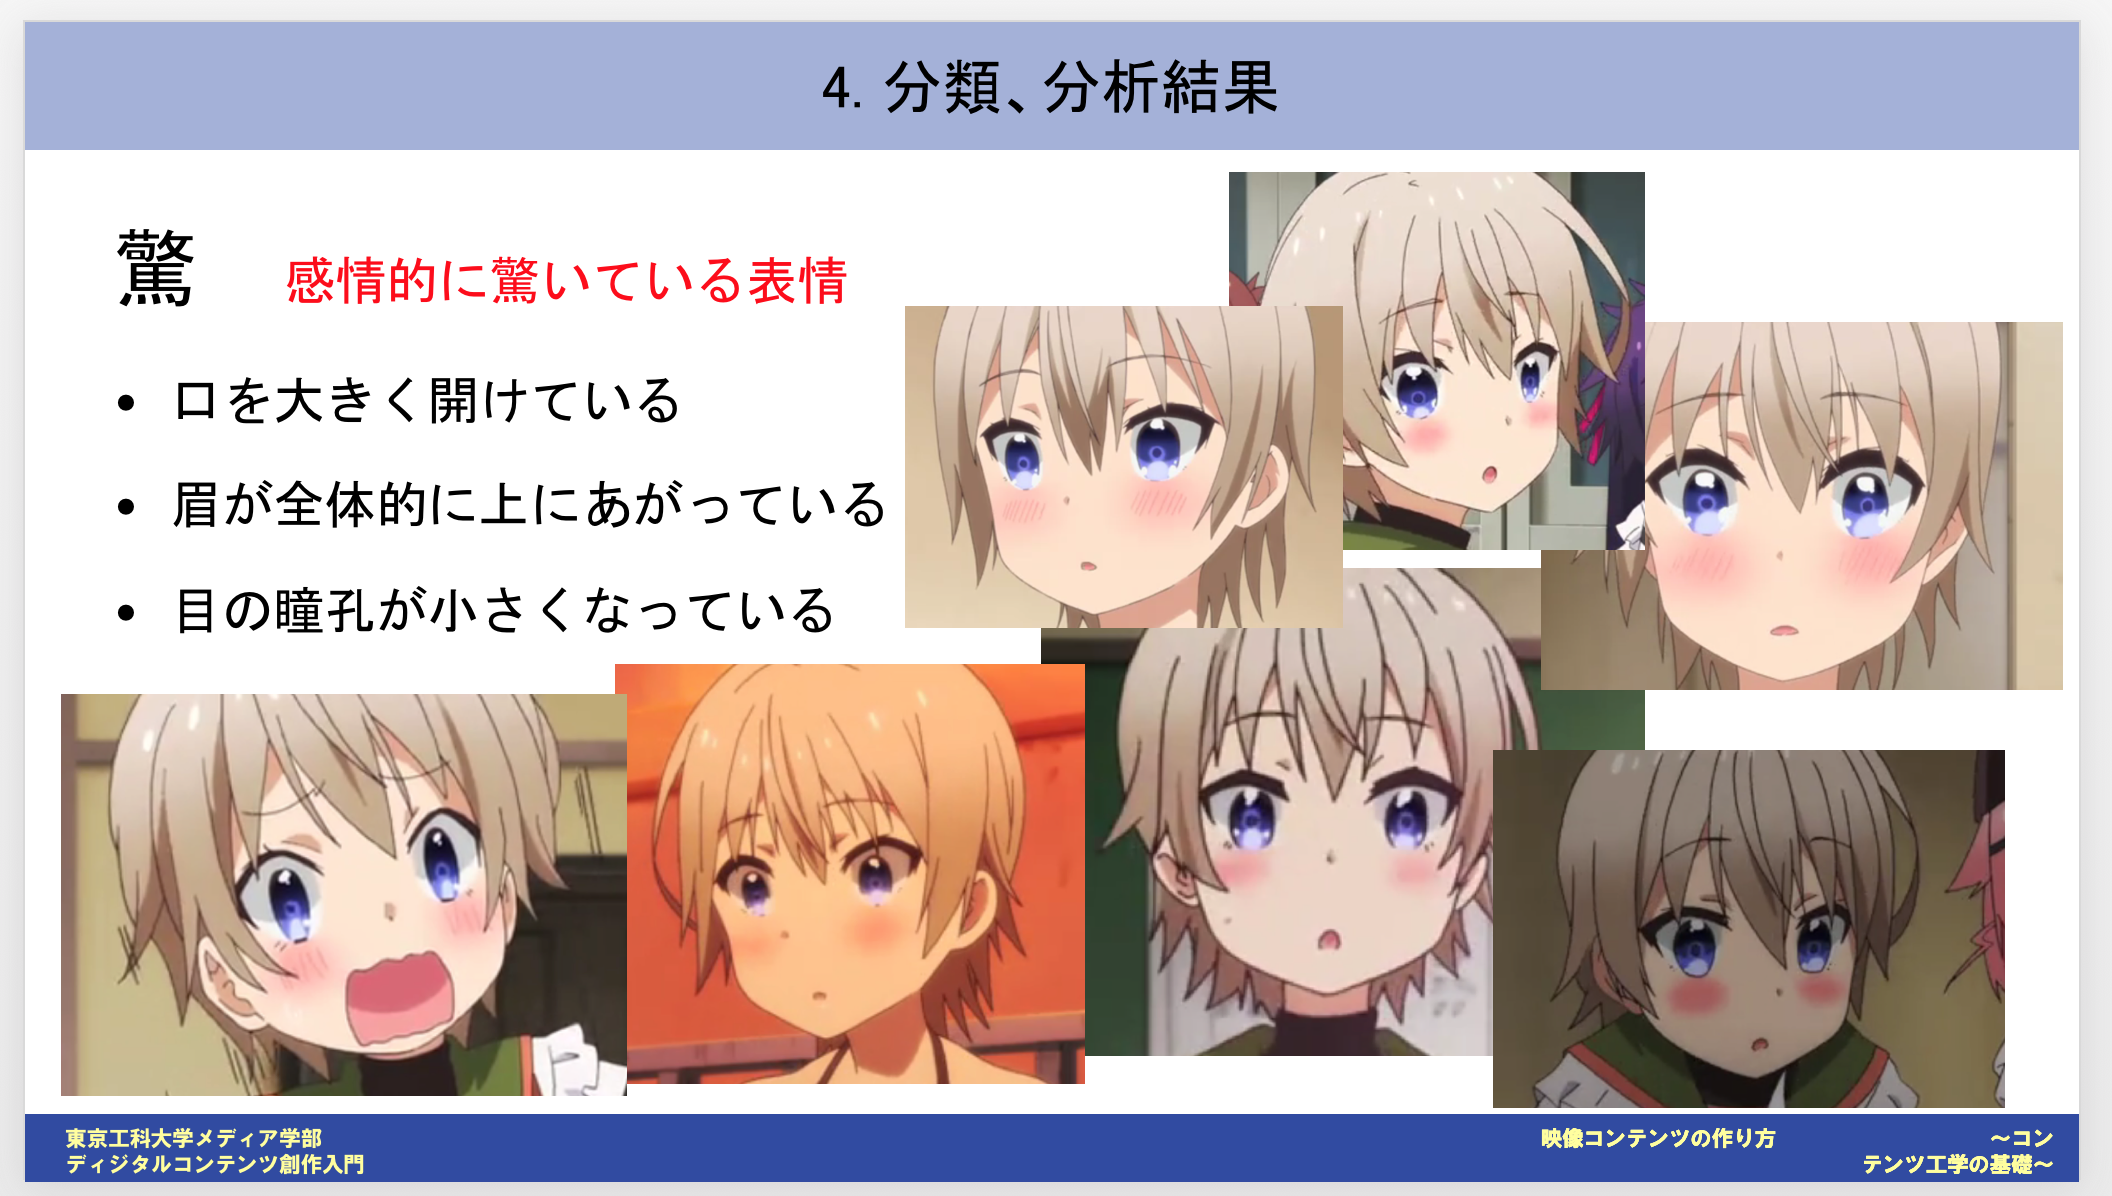 4. 分類、分析結果
驚 感情的に驚いている表情
• 口を大きく開けている
• 眉が全体的に上にあがっている
• 目の瞳孔が小さくなっている
東京工科大学メディア学部
ディジタルコンテンツ創作入門
映像コンテンツの作り方 ～コン
テンツ工学の基礎～